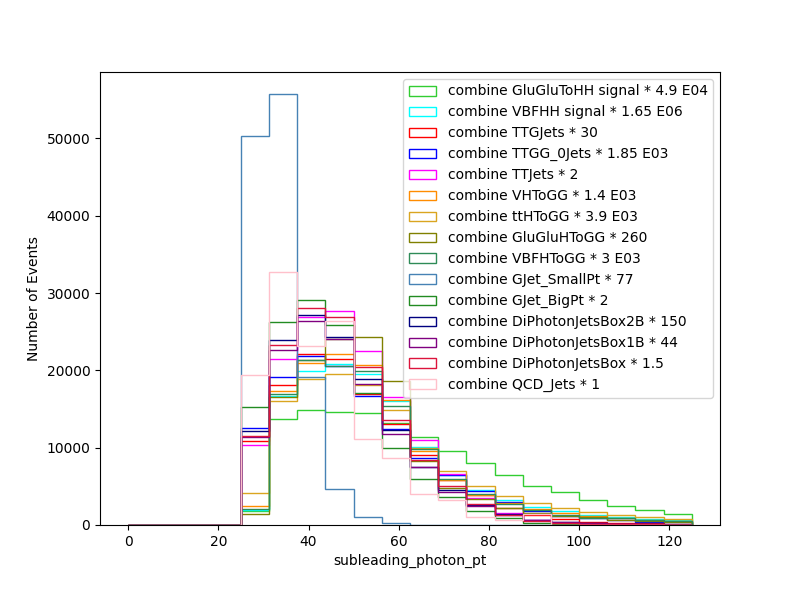 combine GluGluToHH signal * 4.9 E04
combine VBFHH signal * 1.65 E06
combine TTGJets * 30
combine TTGG_0Jets * 1.85 E03
combine TTJets * 2
combine VHToGG * 1.4 E03
combine ttHToGG * 3.9 E03
combine GluGluHToGG * 260
combine VBFHToGG * 3 E03
combine GJet_SmallPt * 77
combine GJet_BigPt * 2
combine DiPhotonJetsBox2B * 150
combine DiPhotonJetsBox1B * 44
combine DiPhotonJetsBox * 1.5
combine QCD_Jets * 1
Number of Events
50000
40000
30000
20000
10000
0
0 20 40 60 80 100 120
subleading_photon_pt